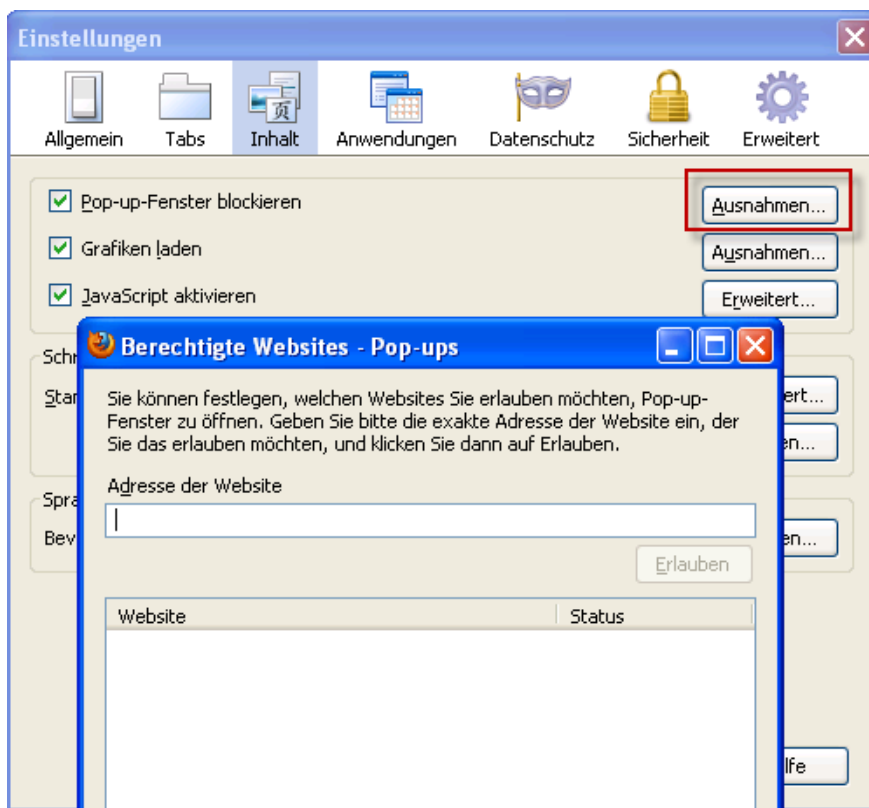 Einstellungen
Allgemein Tabs Inhalt Anwendungen Datenschutz Sicherheit Erweitert
Pop-up-Fenster blockieren Ausnahmen...
Grafiken laden Ausnahmen...
JavaScript aktivieren Erweitert...
Berechtigte Websites - Pop-ups
Sie können festlegen, welchen Websites Sie erlauben möchten, Pop-up-
Fenster zu öffnen. Geben Sie bitte die exakte Adresse der Website ein, der
Sie das erlauben möchten, und klicken Sie dann auf Erlauben.
Adresse der Website
Erlauben
Website Status